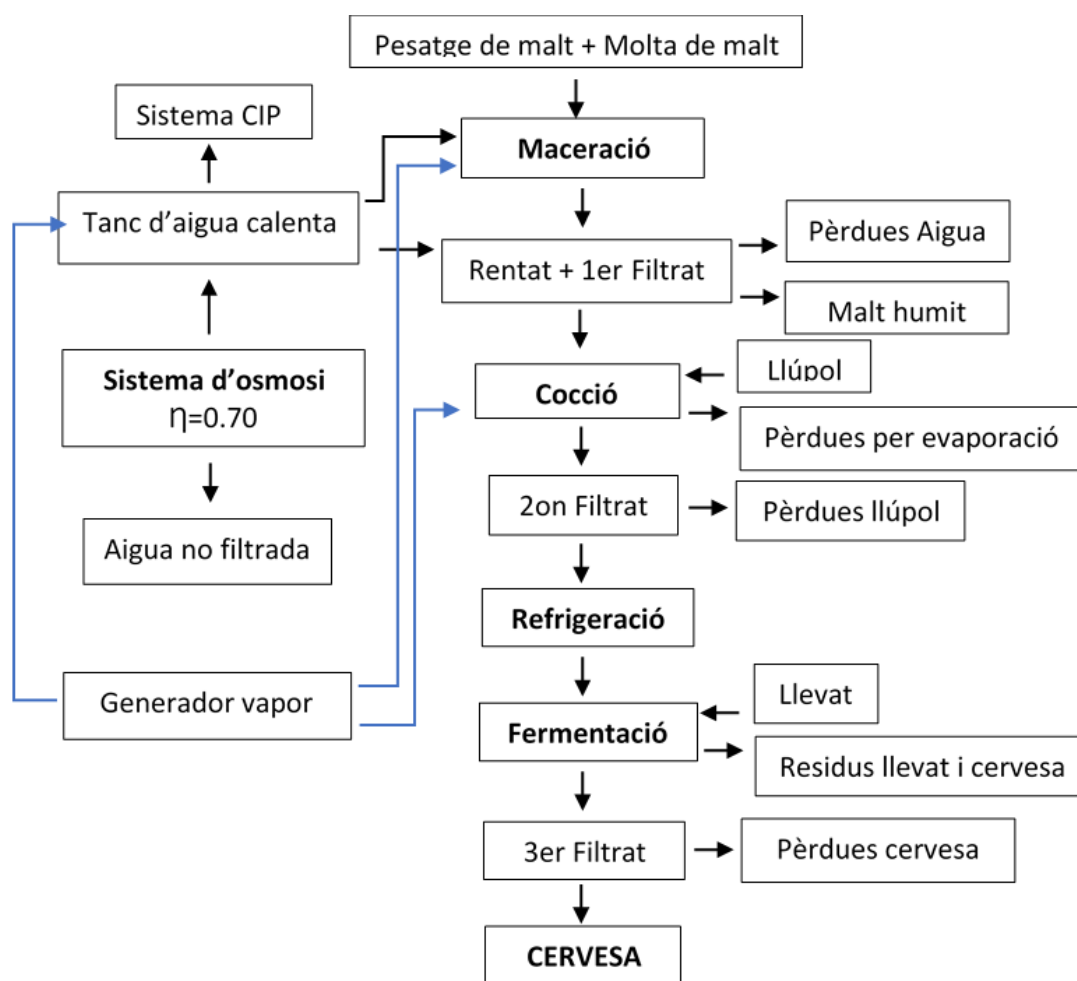 Pesatge de malt + Molta de malt
Sistema CIP
Maceració
Tanc d'aigua calenta
Pèrdues Aigua
Rentat + 1er Filtrat
Malt humit
Sistema d'osmosi
Ƞ=0.70
Llúpol
Cocció
Pèrdues per evaporació
2on Filtrat
Pèrdues llúpol
Aigua no filtrada
Refrigeració
Generador vapor
Llevat
Fermentació
Residus llevat i cervesa
3er Filtrat
Pèrdues cervesa
CERVESA